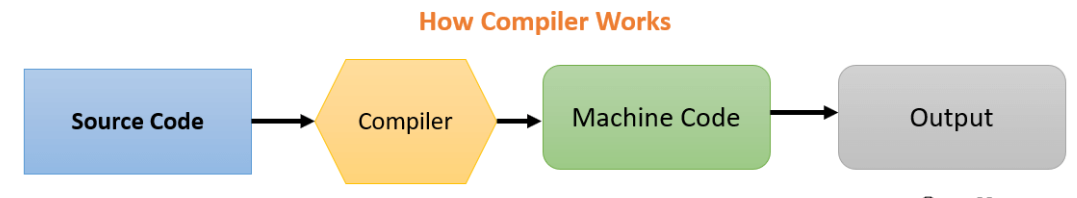 How Compiler Works
Source Code
Compiler
Machine Code
Output